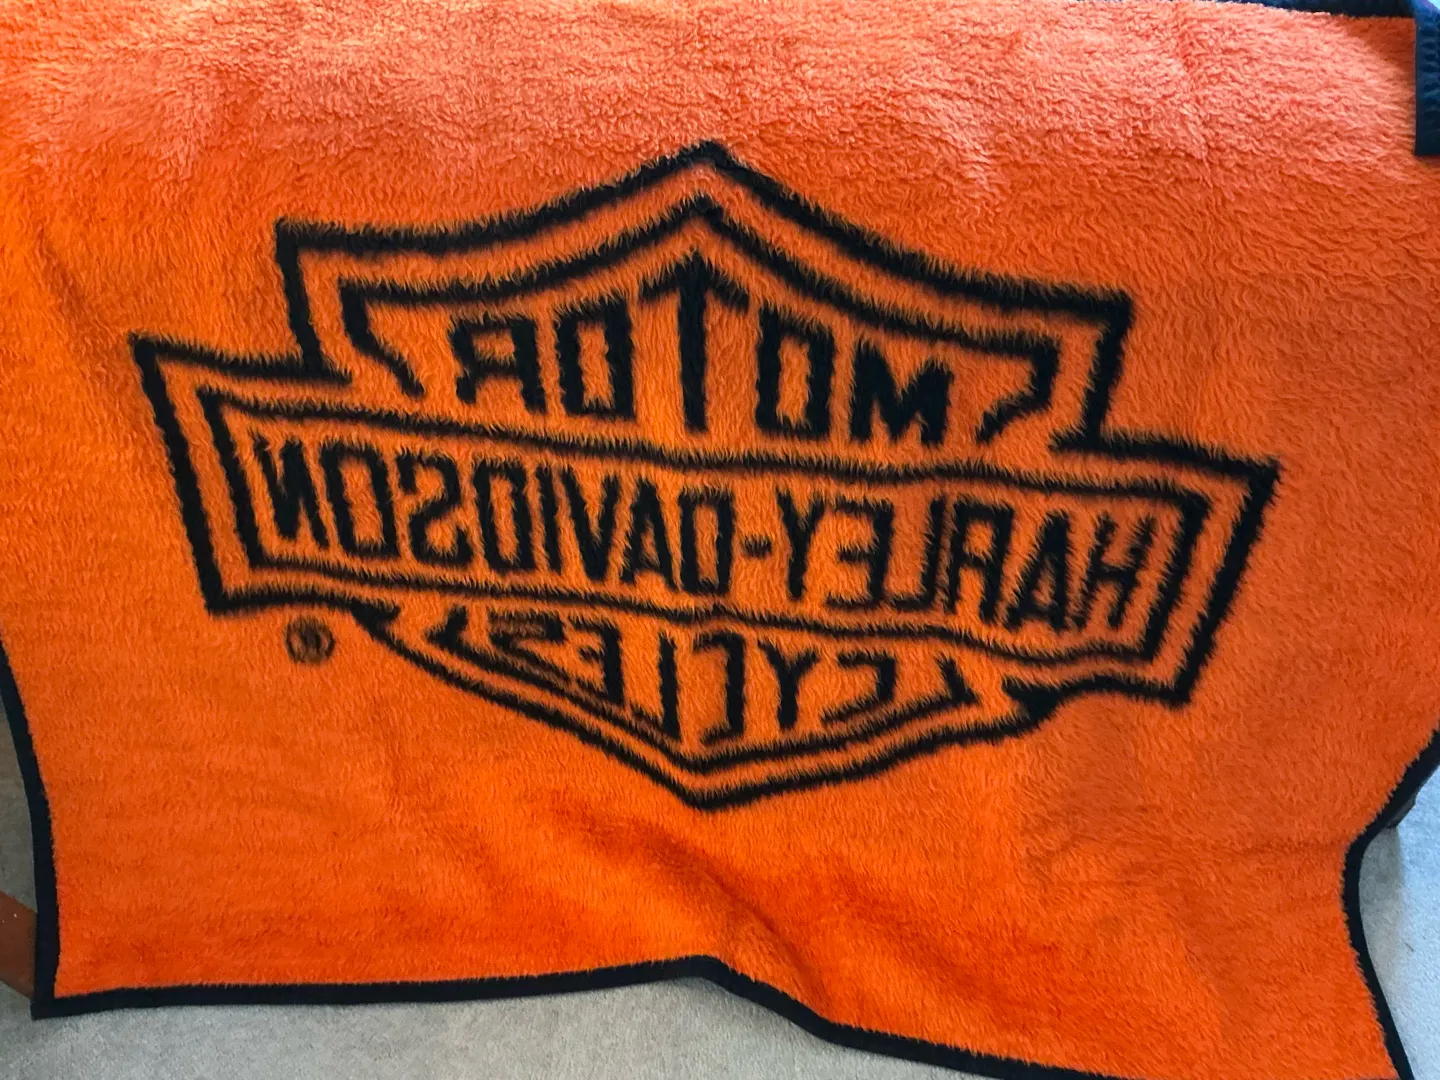 MOTOR
HARLEY-DAVIDSON
CYCLES
®